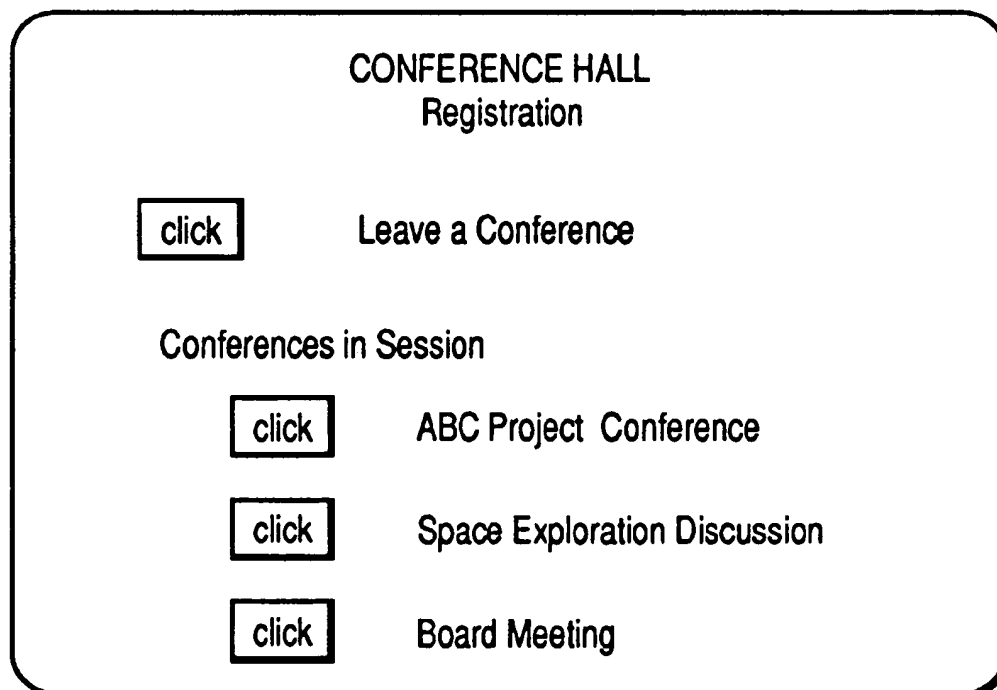 CONFERENCE HALL
Registration
click Leave a Conference
Conferences in Session
click ABC Project Conference
click Space Exploration Discussion
click Board Meeting